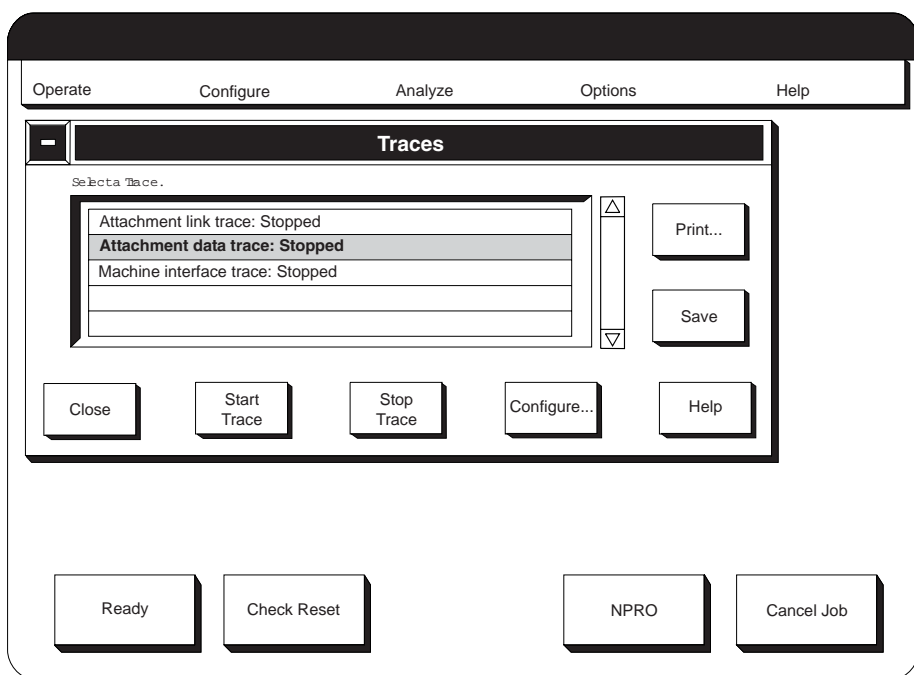 Operate Configure Analyze Options Help
Traces
Select a Trace.
Attachment link trace: Stopped
Attachment data trace: Stopped
Machine interface trace: Stopped
Print...
Save
Close
Start
Trace
Stop
Trace
Configure...
Help
Ready
Check Reset
NPRO
Cancel Job